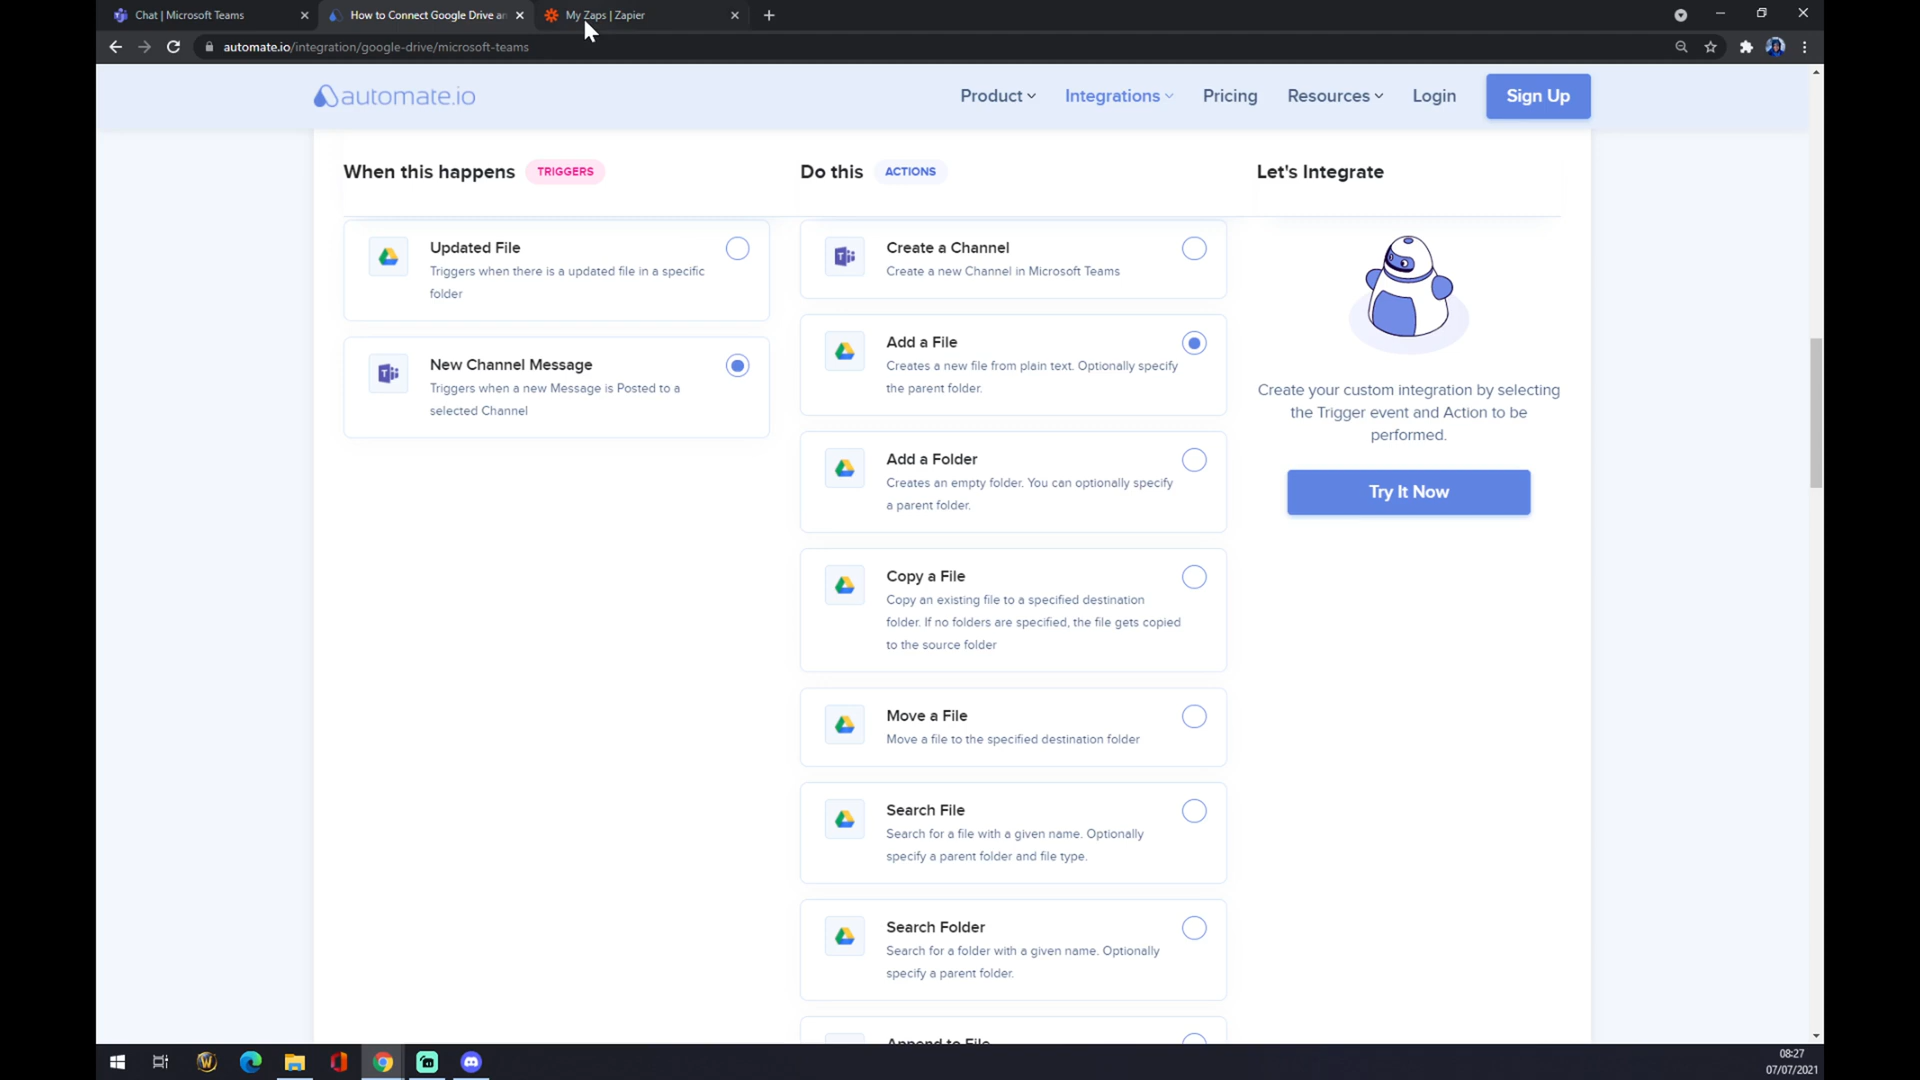 Chat | Microsoft Teams
How to Connect Google Drive an
My Zaps | Zapier
automate.io/integration/google-drive/microsoft-teams
automate.io
Product
Integrations
Pricing
Resources
Login
Sign Up
When this happens TRIGGERS
Do this ACTIONS
Let's Integrate
Updated File
Triggers when there is a updated file in a specific
folder
New Channel Message
Triggers when a new Message is Posted to a
selected Channel
Create a Channel
Create a new Channel in Microsoft Teams
Add a File
Creates a new file from plain text. Optionally specify
the parent folder.
Add a Folder
Creates an empty folder. You can optionally specify
a parent folder.
Copy a File
Copy an existing file to a specified destination
folder. If no folders are specified, the file gets copied
to the source folder
Move a File
Move a file to the specified destination folder
Search File
Search for a file with a given name. Optionally
specify a parent folder and file type.
Search Folder
Search for a folder with a given name. Optionally
specify a parent folder.
Append to File
Create your custom integration by selecting
the Trigger event and Action to be
performed.
Try It Now
08:27
07/07/2021